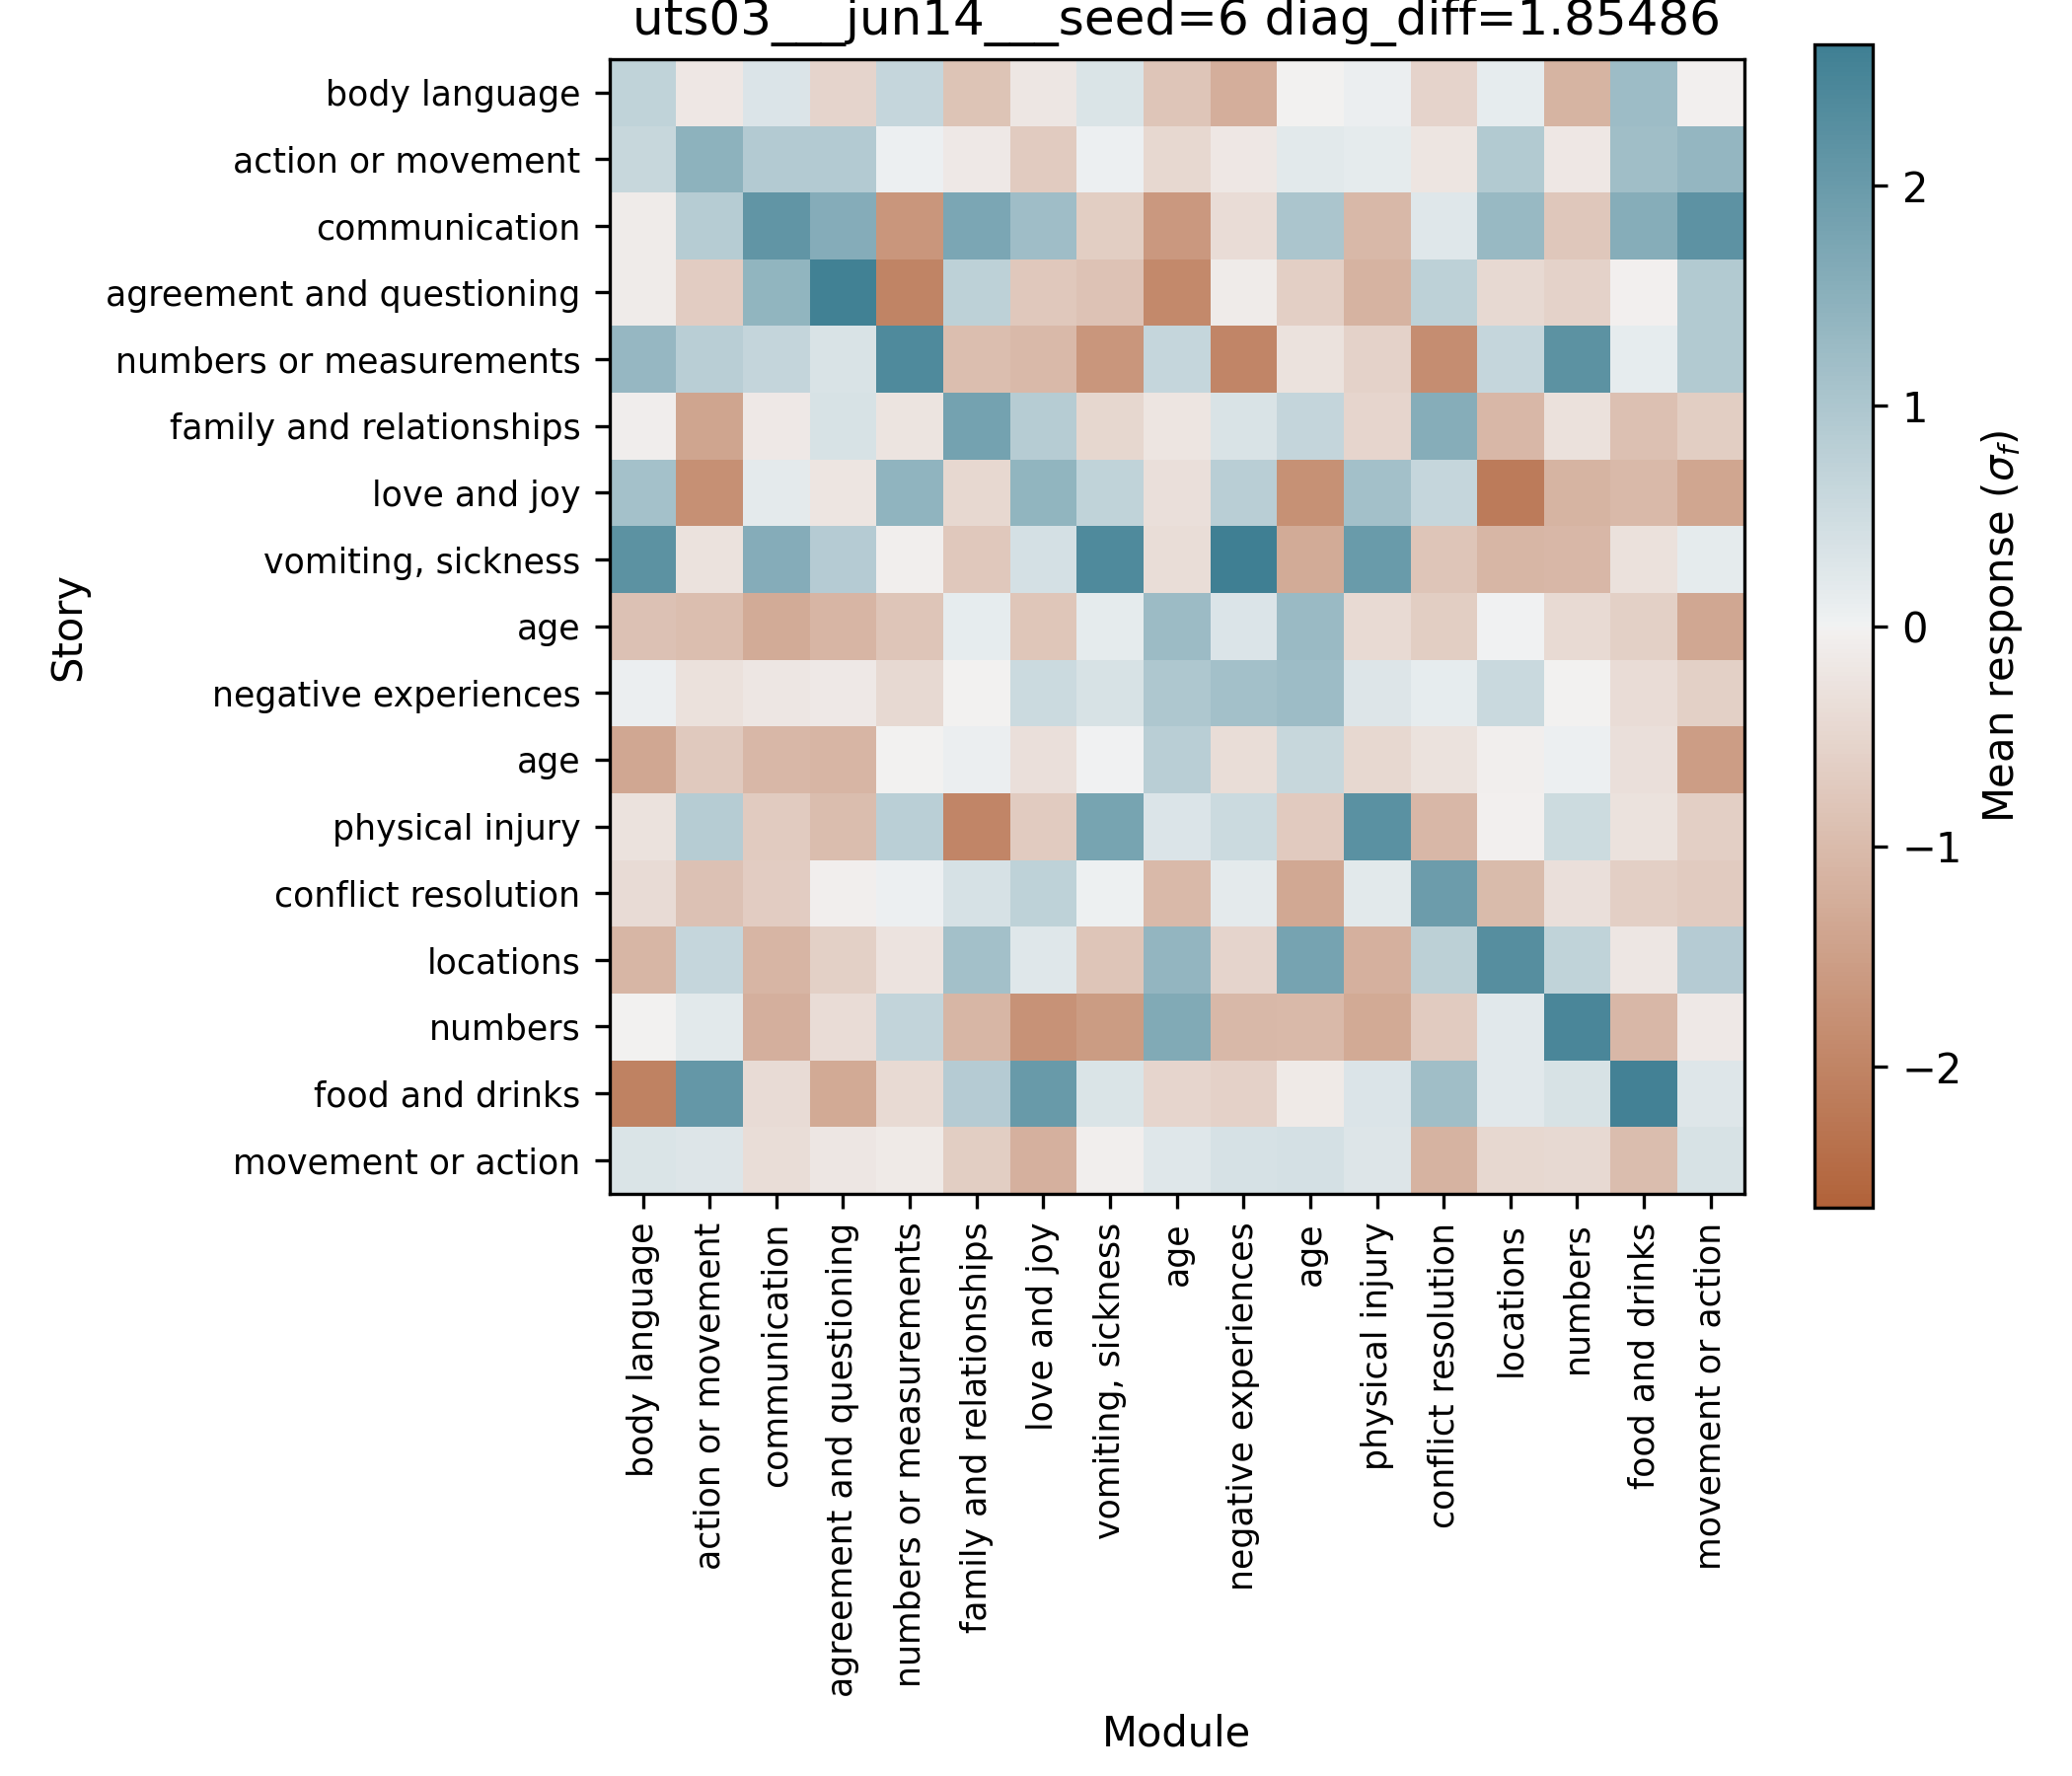 uts03___jun14___seed=6 diag_diff=1.85486
body language
action or movement
communication
agreement and questioning
numbers or measurements
family and relationships
love and joy
vomiting, sickness
age
negative experiences
age
physical injury
conflict resolution
locations
numbers
food and drinks
movement or action
Story
body language
action or movement
communication
agreement and questioning
numbers or measurements
family and relationships
love and joy
vomiting, sickness
age
negative experiences
age
physical injury
conflict resolution
locations
numbers
food and drinks
movement or action
Module
2
1
0
−1
−2
Mean response (σf)